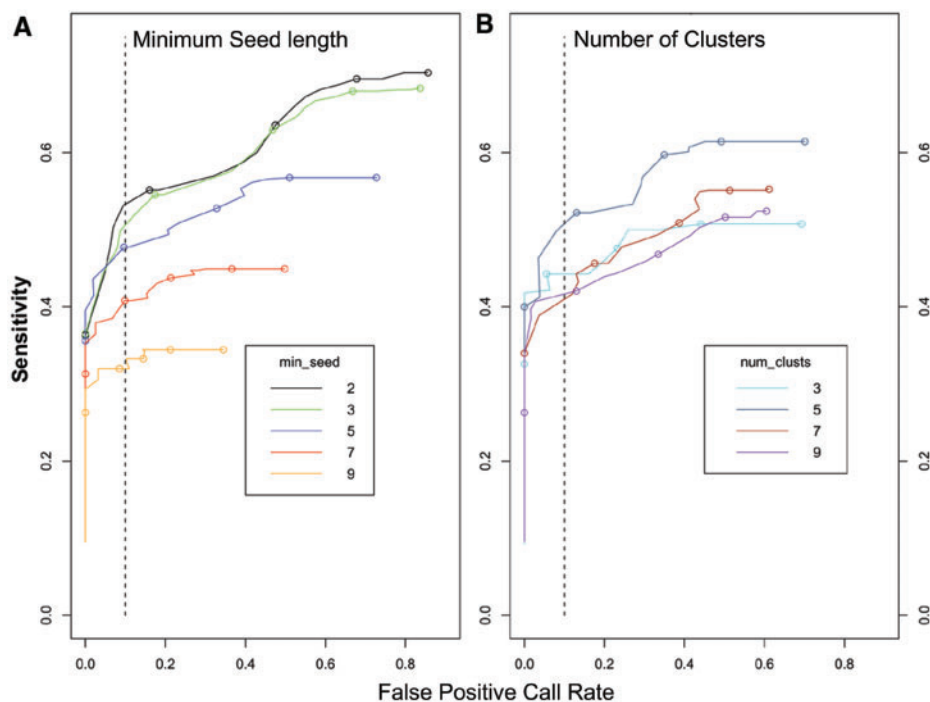 A
Minimum Seed length
Sensitivity
0.0
0.2
0.4
0.6
min_seed
2
3
5
7
9
0.0 0.2 0.4 0.6 0.8
B
Number of Clusters
num_clusts
3
5
7
9
0.0
0.2
0.4
0.6
0.0 0.2 0.4 0.6 0.8
False Positive Call Rate